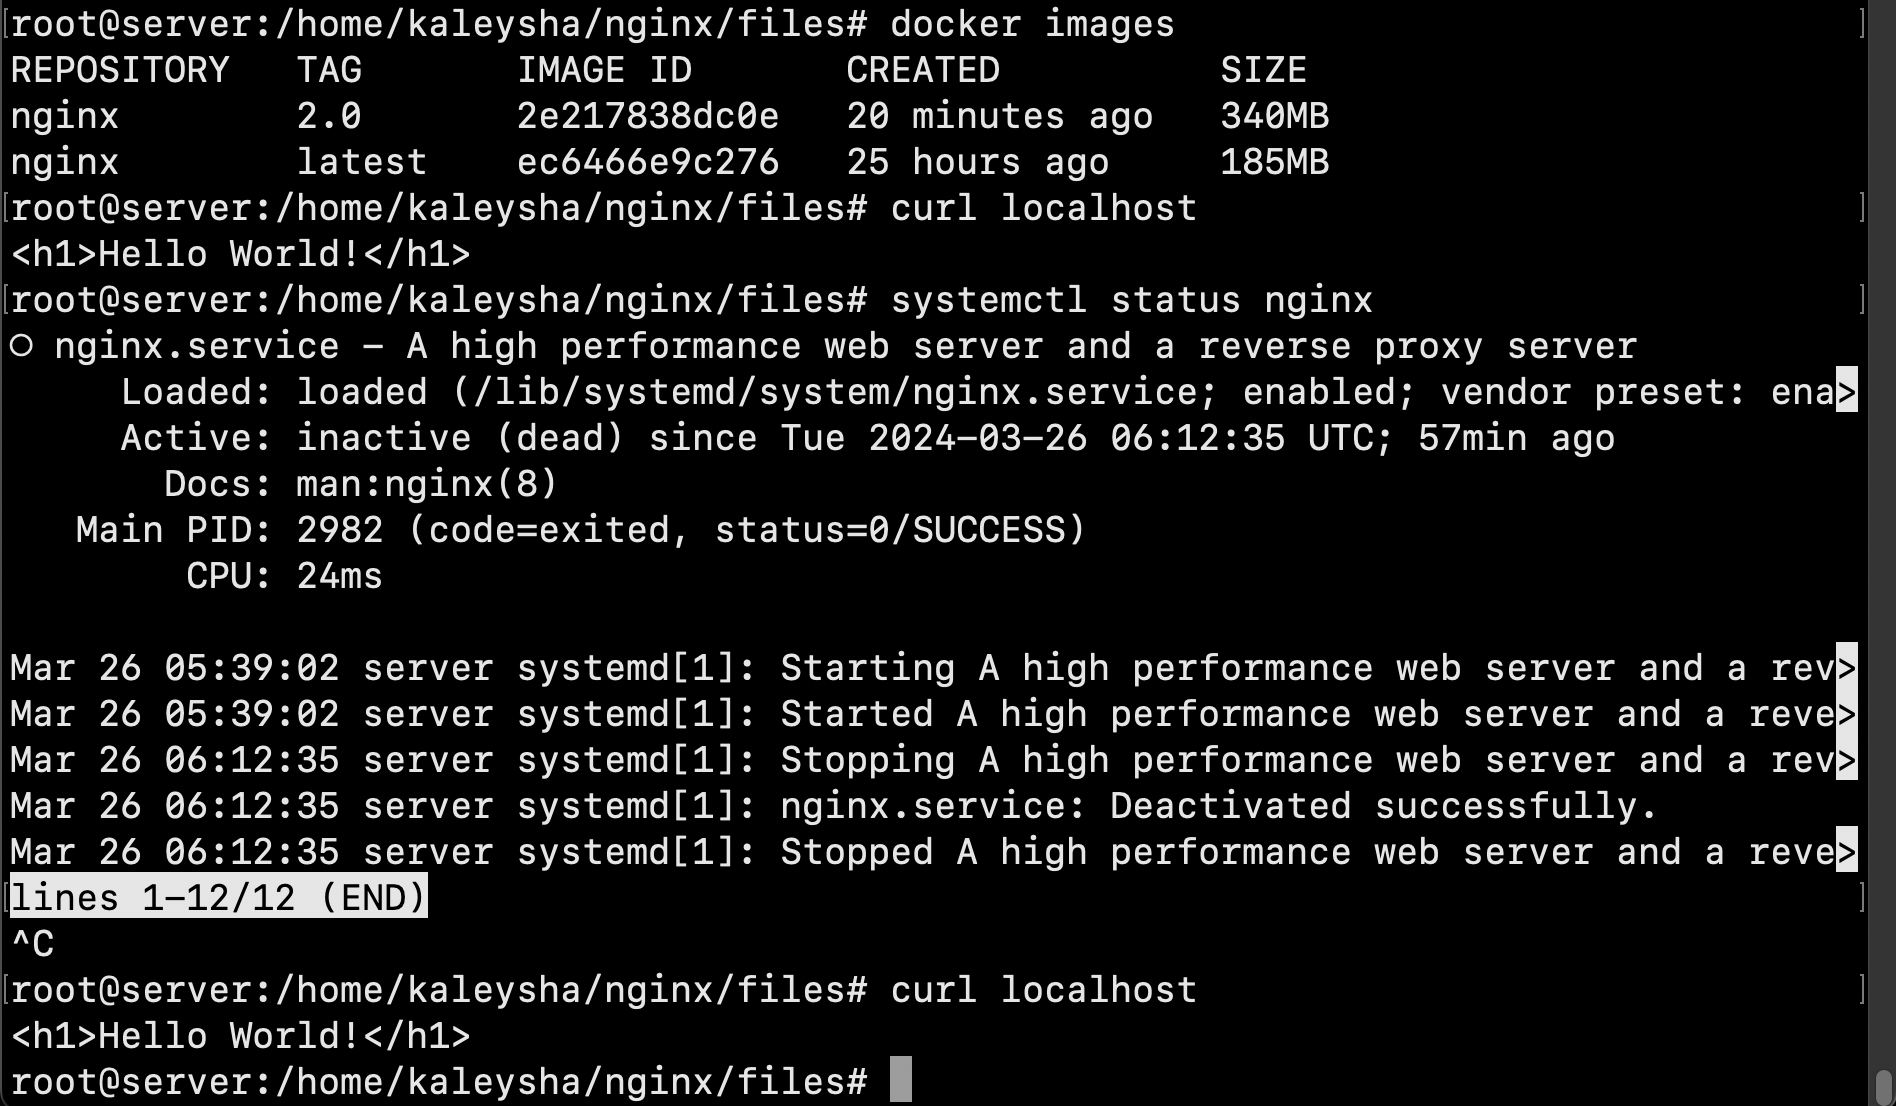 [root@server:/home/kaleysha/nginx/files# docker images ]
REPOSITORY   TAG       IMAGE ID       CREATED          SIZE
nginx        2.0       2e217838dc0e   20 minutes ago   340MB
nginx        latest    ec6466e9c276   25 hours ago     185MB
[root@server:/home/kaleysha/nginx/files# curl localhost ]
<h1>Hello World!</h1>
[root@server:/home/kaleysha/nginx/files# systemctl status nginx ]
○ nginx.service - A high performance web server and a reverse proxy server
     Loaded: loaded (/lib/systemd/system/nginx.service; enabled; vendor preset: ena>
     Active: inactive (dead) since Tue 2024-03-26 06:12:35 UTC; 57min ago
       Docs: man:nginx(8)
   Main PID: 2982 (code=exited, status=0/SUCCESS)
        CPU: 24ms
Mar 26 05:39:02 server systemd[1]: Starting A high performance web server and a rev>
Mar 26 05:39:02 server systemd[1]: Started A high performance web server and a reve>
Mar 26 06:12:35 server systemd[1]: Stopping A high performance web server and a rev>
Mar 26 06:12:35 server systemd[1]: nginx.service: Deactivated successfully.
Mar 26 06:12:35 server systemd[1]: Stopped A high performance web server and a reve>
[lines 1-12/12 (END) ]
^C
[root@server:/home/kaleysha/nginx/files# curl localhost ]
<h1>Hello World!</h1>
root@server:/home/kaleysha/nginx/files#